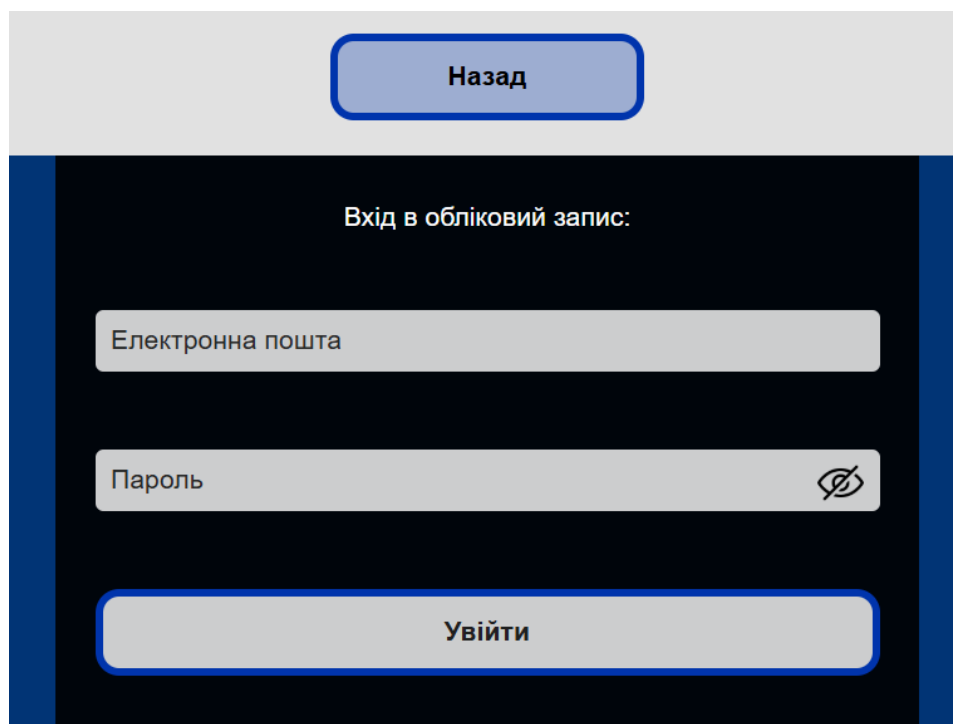 Назад
Вхід в обліковий запис:
Електронна пошта
Пароль
Увійти